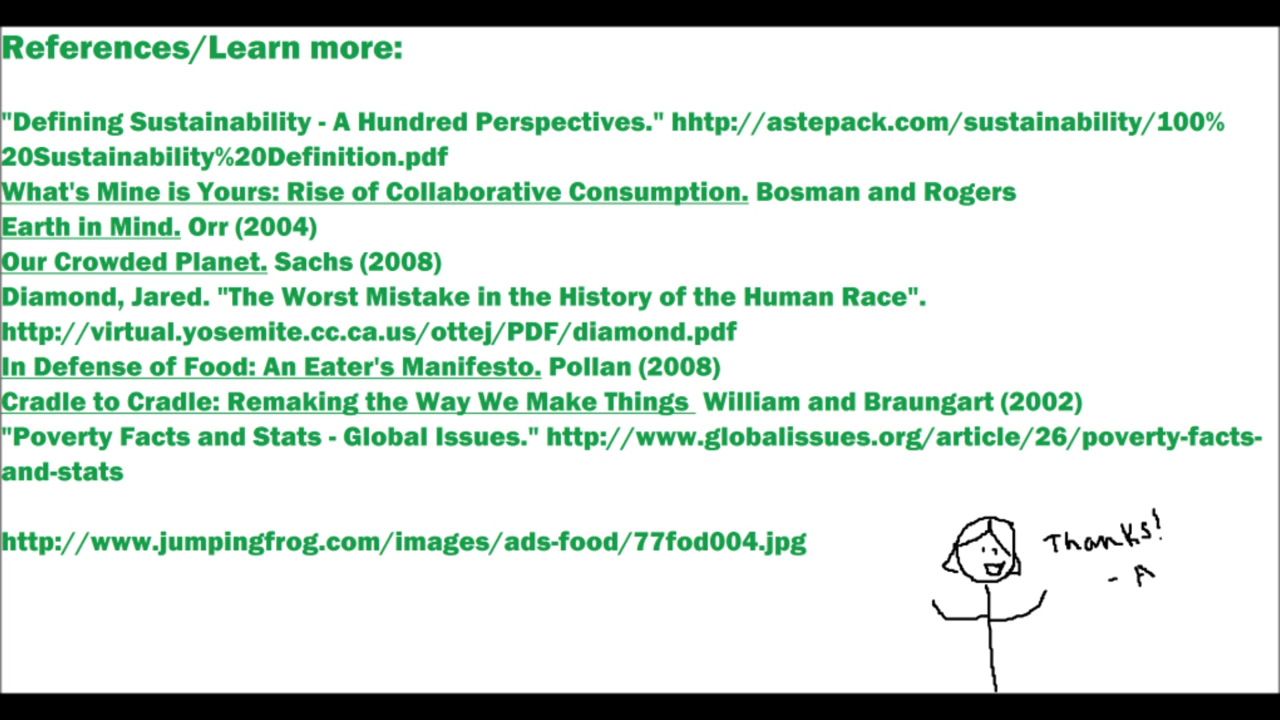 References/Learn more:
"Defining Sustainability - A Hundred Perspectives." hhtp://astepack.com/sustainability/100%
20Sustainability%20Definition.pdf
What's Mine is Yours: Rise of Collaborative Consumption. Bosman and Rogers
Earth in Mind. Orr (2004)
Our Crowded Planet. Sachs (2008)
Diamond, Jared. "The Worst Mistake in the History of the Human Race".
http://virtual.yosemite.cc.ca.us/ottej/PDF/diamond.pdf
In Defense of Food: An Eater's Manifesto. Pollan (2008)
Cradle to Cradle: Remaking the Way We Make Things William and Braungart (2002)
"Poverty Facts and Stats - Global Issues." http://www.globalissues.org/article/26/poverty-facts-
and-stats
http://www.jumpingfrog.com/images/ads-food/77fod004.jpg
Thanks!
- A